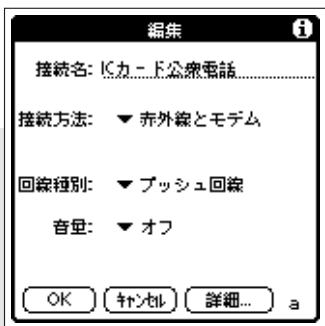 編集
接続名: ICカード公衆電話
接続方法: ▼ 赤外線とモデム
回線種別: ▼ プッシュ回線
音量: ▼ オフ
OK キャンセル 詳細... a